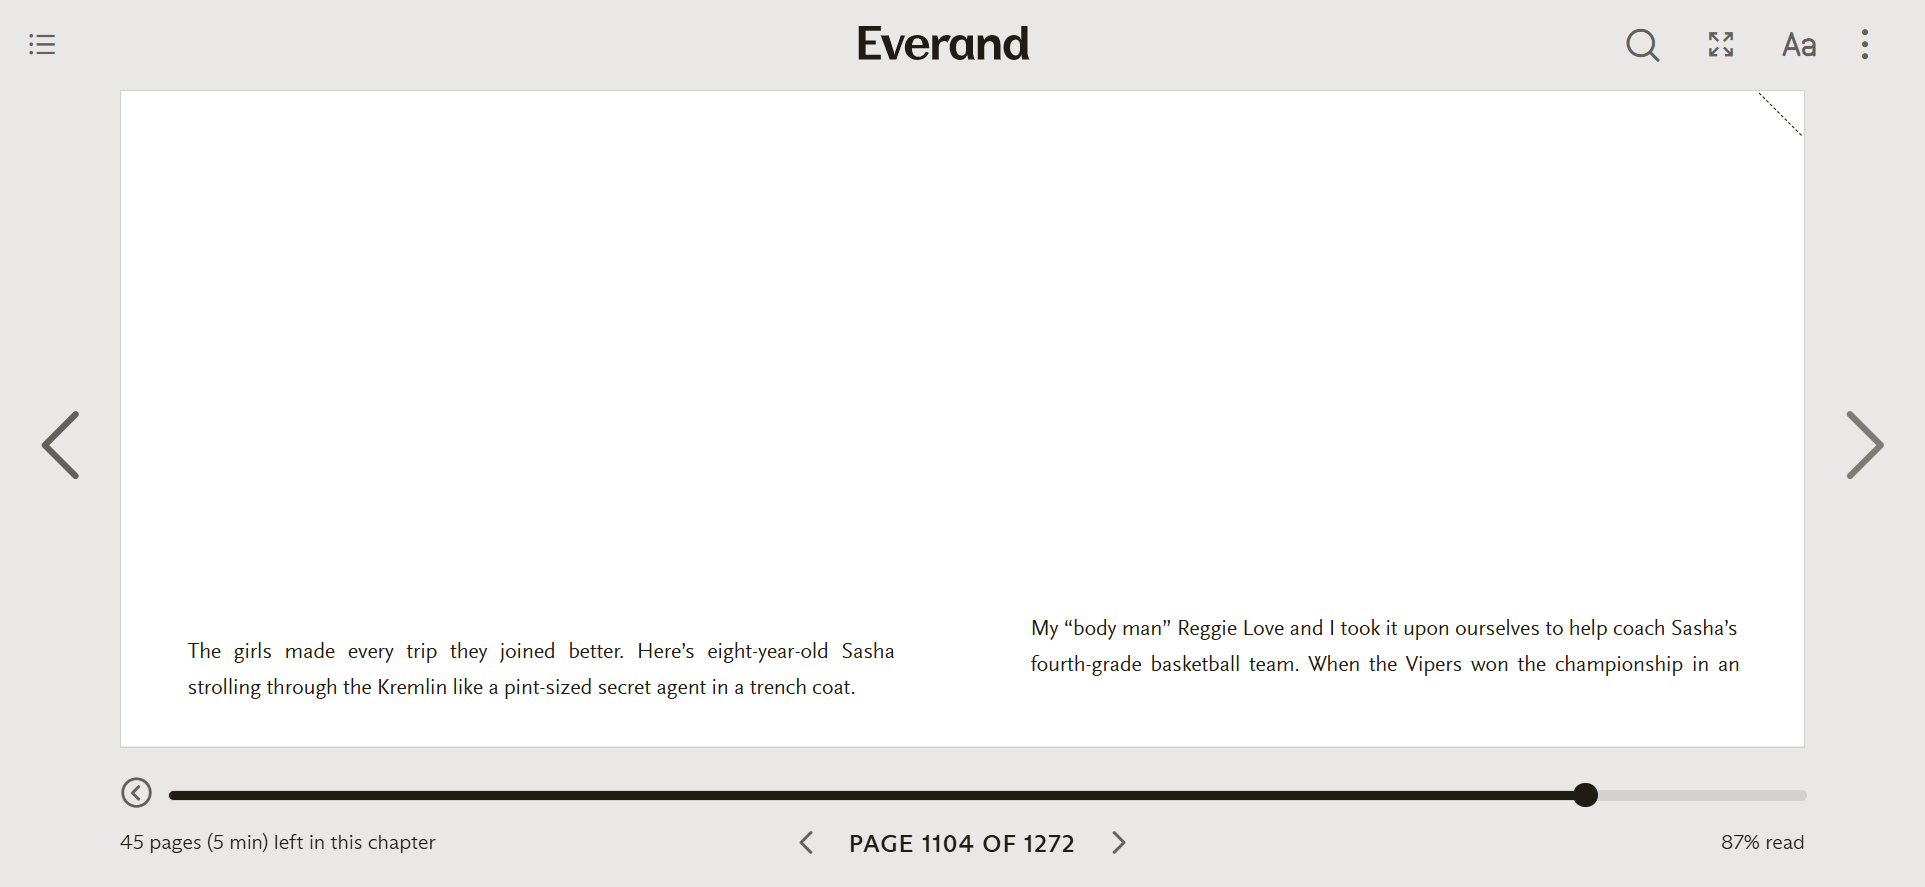 Everand
Aa
The girls made every trip they joined better. Here’s eight-year-old Sasha
strolling through the Kremlin like a pint-sized secret agent in a trench coat.
My “body man” Reggie Love and I took it upon ourselves to help coach Sasha’s
fourth-grade basketball team. When the Vipers won the championship in an
45 pages (5 min) left in this chapter
PAGE 1104 OF 1272
87% read